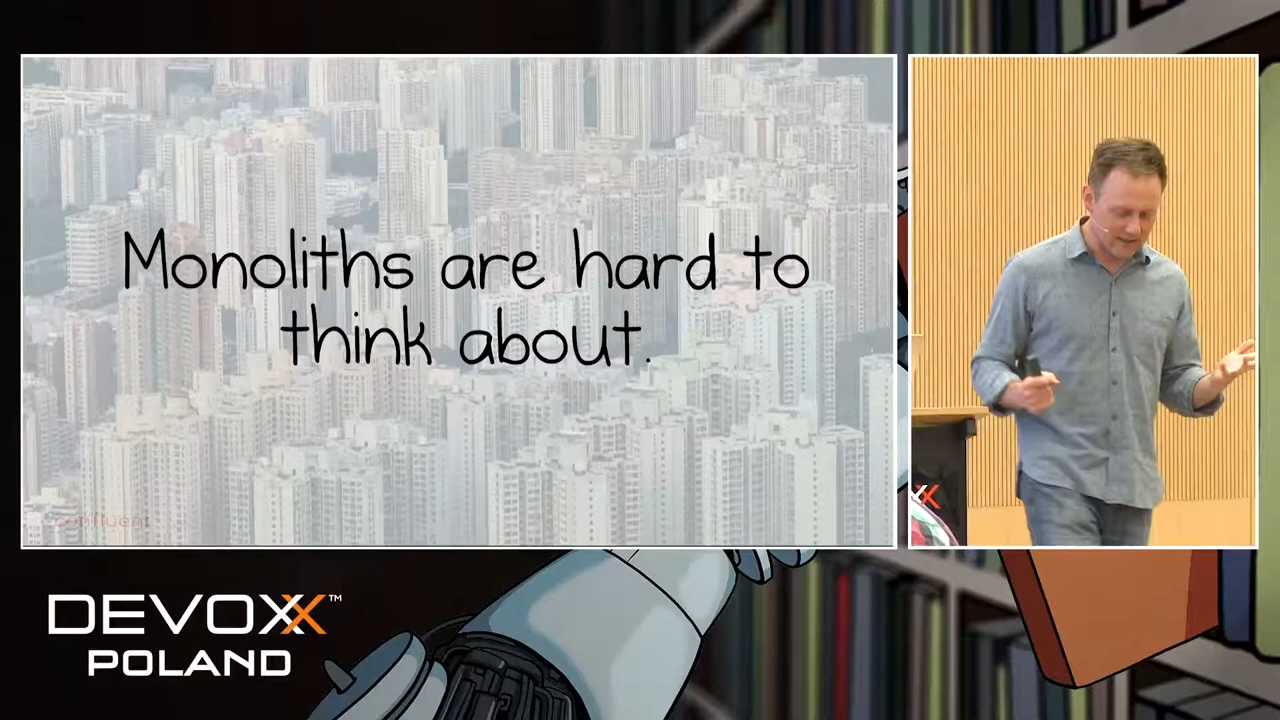 Monoliths are hard to
think about.
confluent
DEVOXX™
POLAND